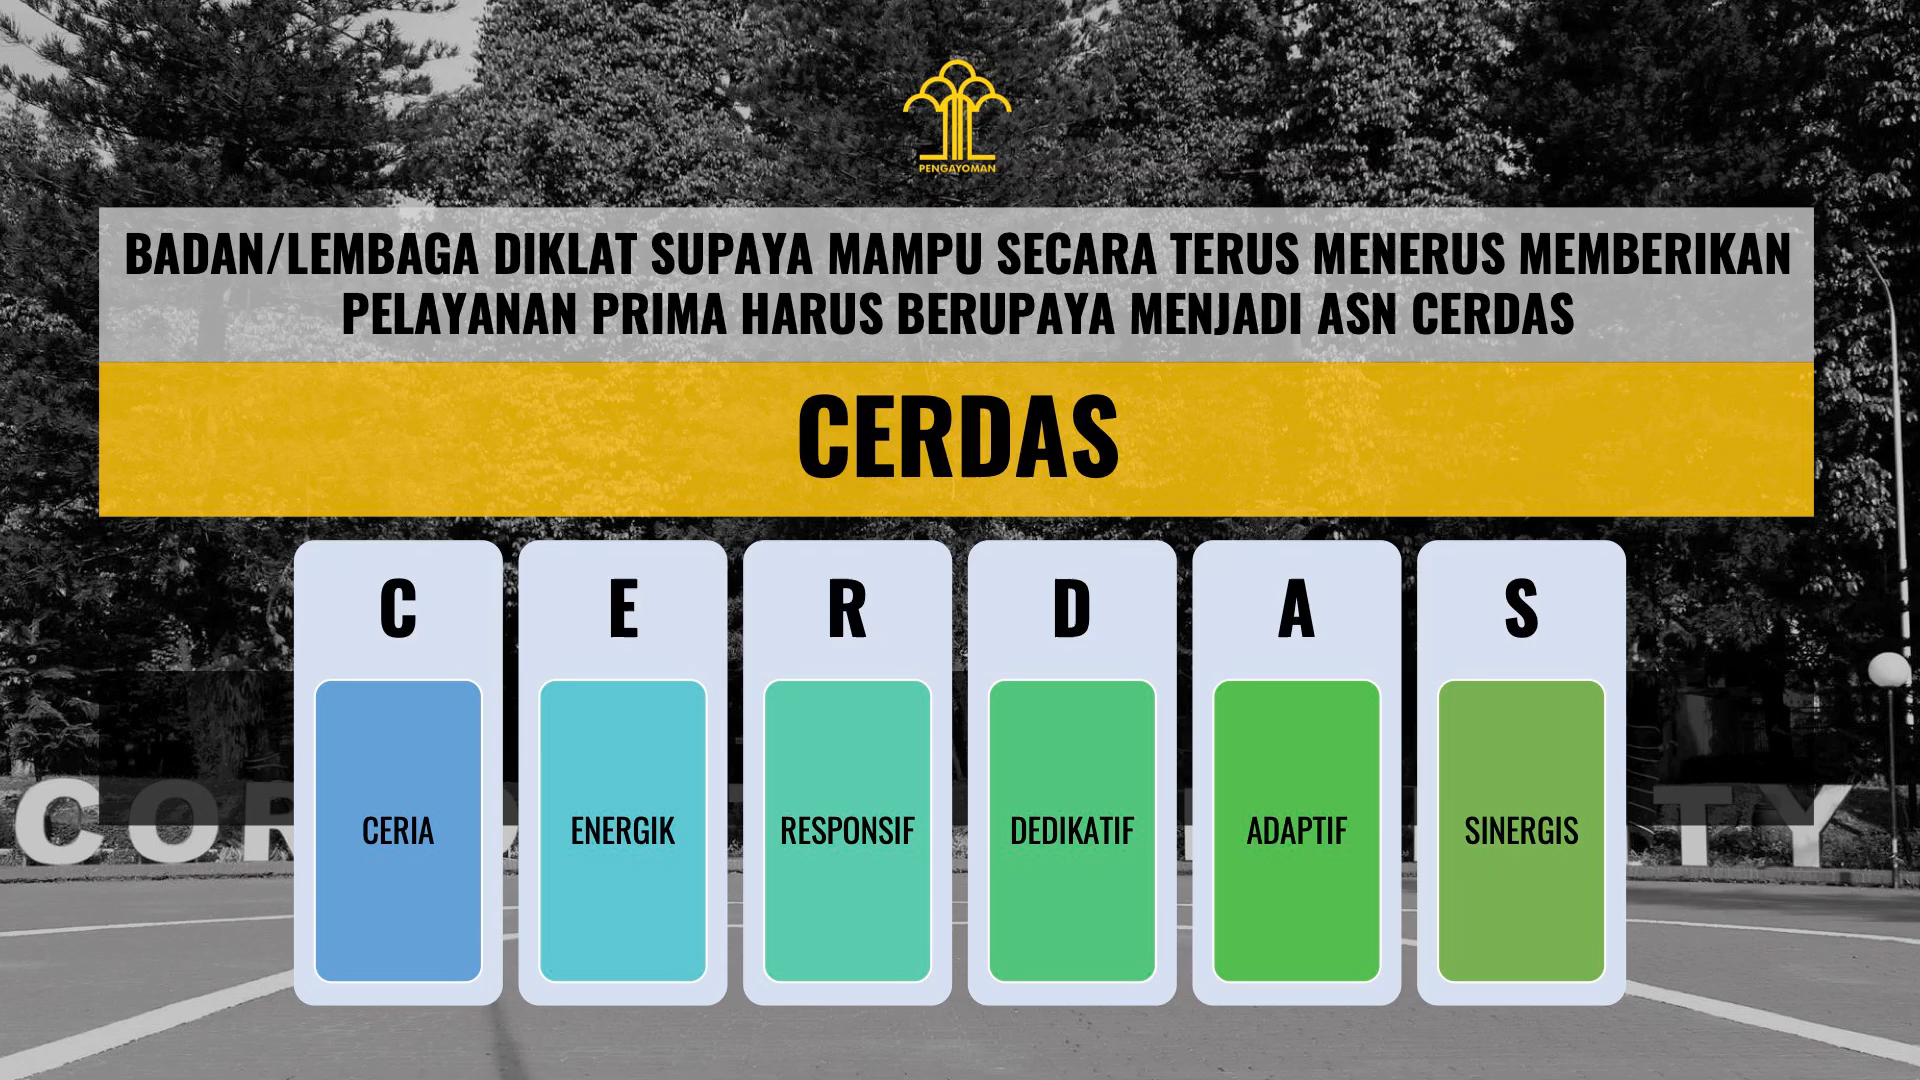 PENGAYOMAN
BADAN/LEMBAGA DIKLAT SUPAYA MAMPU SECARA TERUS MENERUS MEMBERIKAN
PELAYANAN PRIMA HARUS BERUPAYA MENJADI ASN CERDAS
CERDAS
C E R D A S
CERIA ENERGIK RESPONSIF DEDIKATIF ADAPTIF SINERGIS